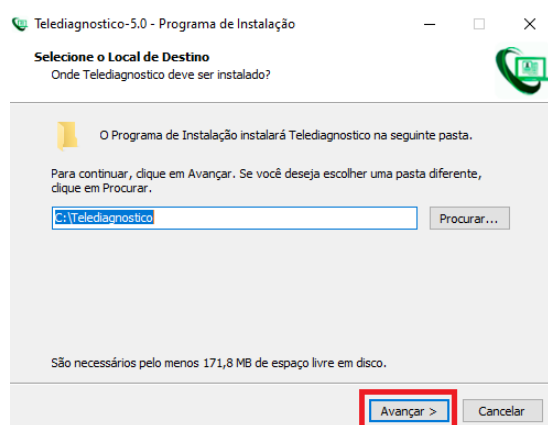 Telediagnostico-5.0 - Programa de Instalação
Selecione o Local de Destino
Onde Telediagnostico deve ser instalado?
O Programa de Instalação instalará Telediagnostico na seguinte pasta.
Para continuar, clique em Avançar. Se você deseja escolher uma pasta diferente,
clique em Procurar.
C:\Telediagnostico
Procurar...
São necessários pelo menos 171,8 MB de espaço livre em disco.
Avançar >
Cancelar